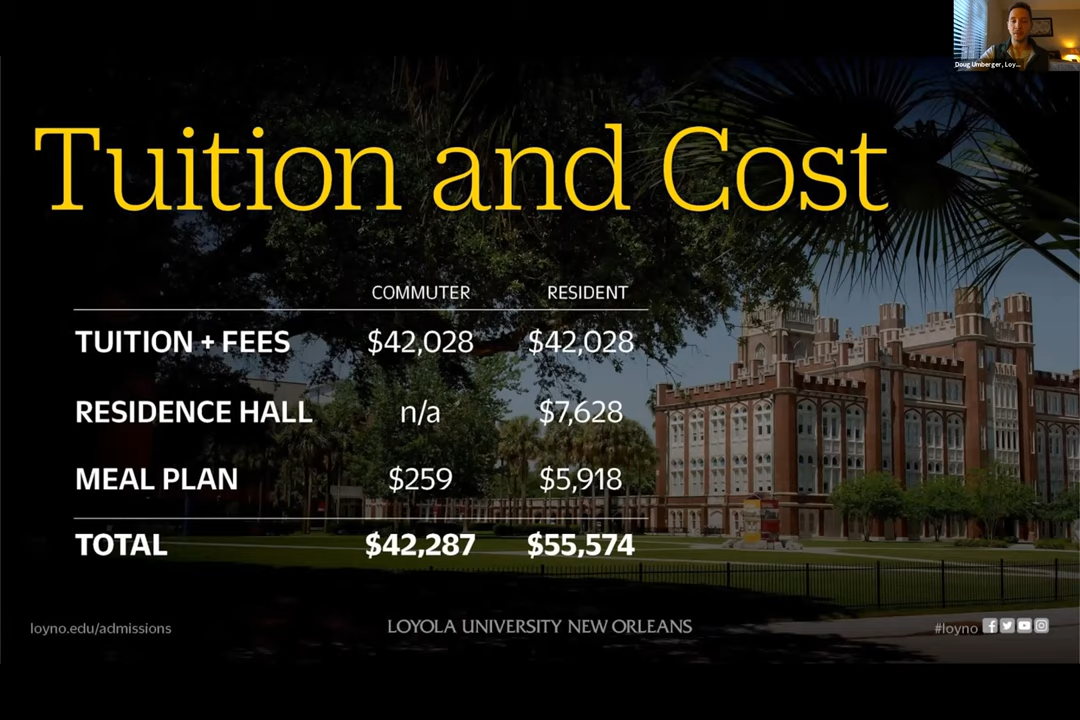 Doug Umberger, Loy...
Tuition and Cost
COMMUTER RESIDENT
TUITION + FEES $42,028 $42,028
RESIDENCE HALL n/a $7,628
MEAL PLAN $259 $5,918
TOTAL $42,287 $55,574
loyno.edu/admissions LOYOLA UNIVERSITY NEW ORLEANS #loyno